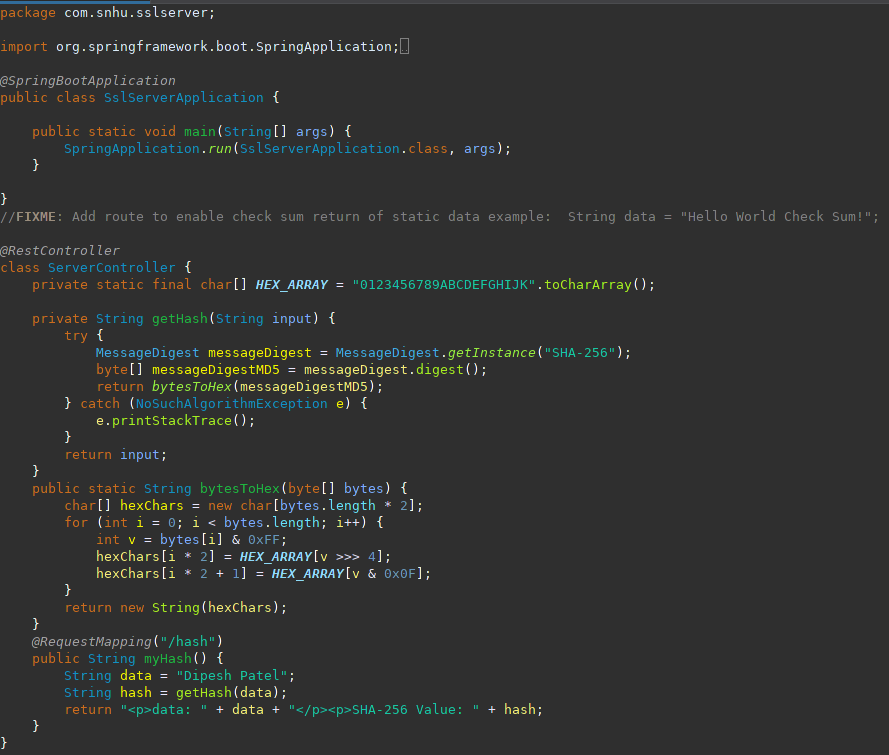 package com.snhu.sslserver;
import org.springframework.boot.SpringApplication;
@SpringBootApplication
public class SslServerApplication {
public static void main(String[] args) {
SpringApplication.run(SslServerApplication.class, args);
}
}
//FIXME: Add route to enable check sum return of static data example:  String data = "Hello World Check Sum!";
@RestController
class ServerController {
private static final char[] HEX_ARRAY = "0123456789ABCDEFGHIJK".toCharArray();
private String getHash(String input) {
try {
MessageDigest messageDigest = MessageDigest.getInstance("SHA-256");
byte[] messageDigestMD5 = messageDigest.digest();
return bytesToHex(messageDigestMD5);
} catch (NoSuchAlgorithmException e) {
e.printStackTrace();
}
return input;
}
public static String bytesToHex(byte[] bytes) {
char[] hexChars = new char[bytes.length * 2];
for (int i = 0; i < bytes.length; i++) {
int v = bytes[i] & 0xFF;
hexChars[i * 2] = HEX_ARRAY[v >>> 4];
hexChars[i * 2 + 1] = HEX_ARRAY[v & 0x0F];
}
return new String(hexChars);
}
@RequestMapping("/hash")
public String myHash() {
String data = "Dipesh Patel";
String hash = getHash(data);
return "<p>data: " + data + "</p><p>SHA-256 Value: " + hash;
}
}